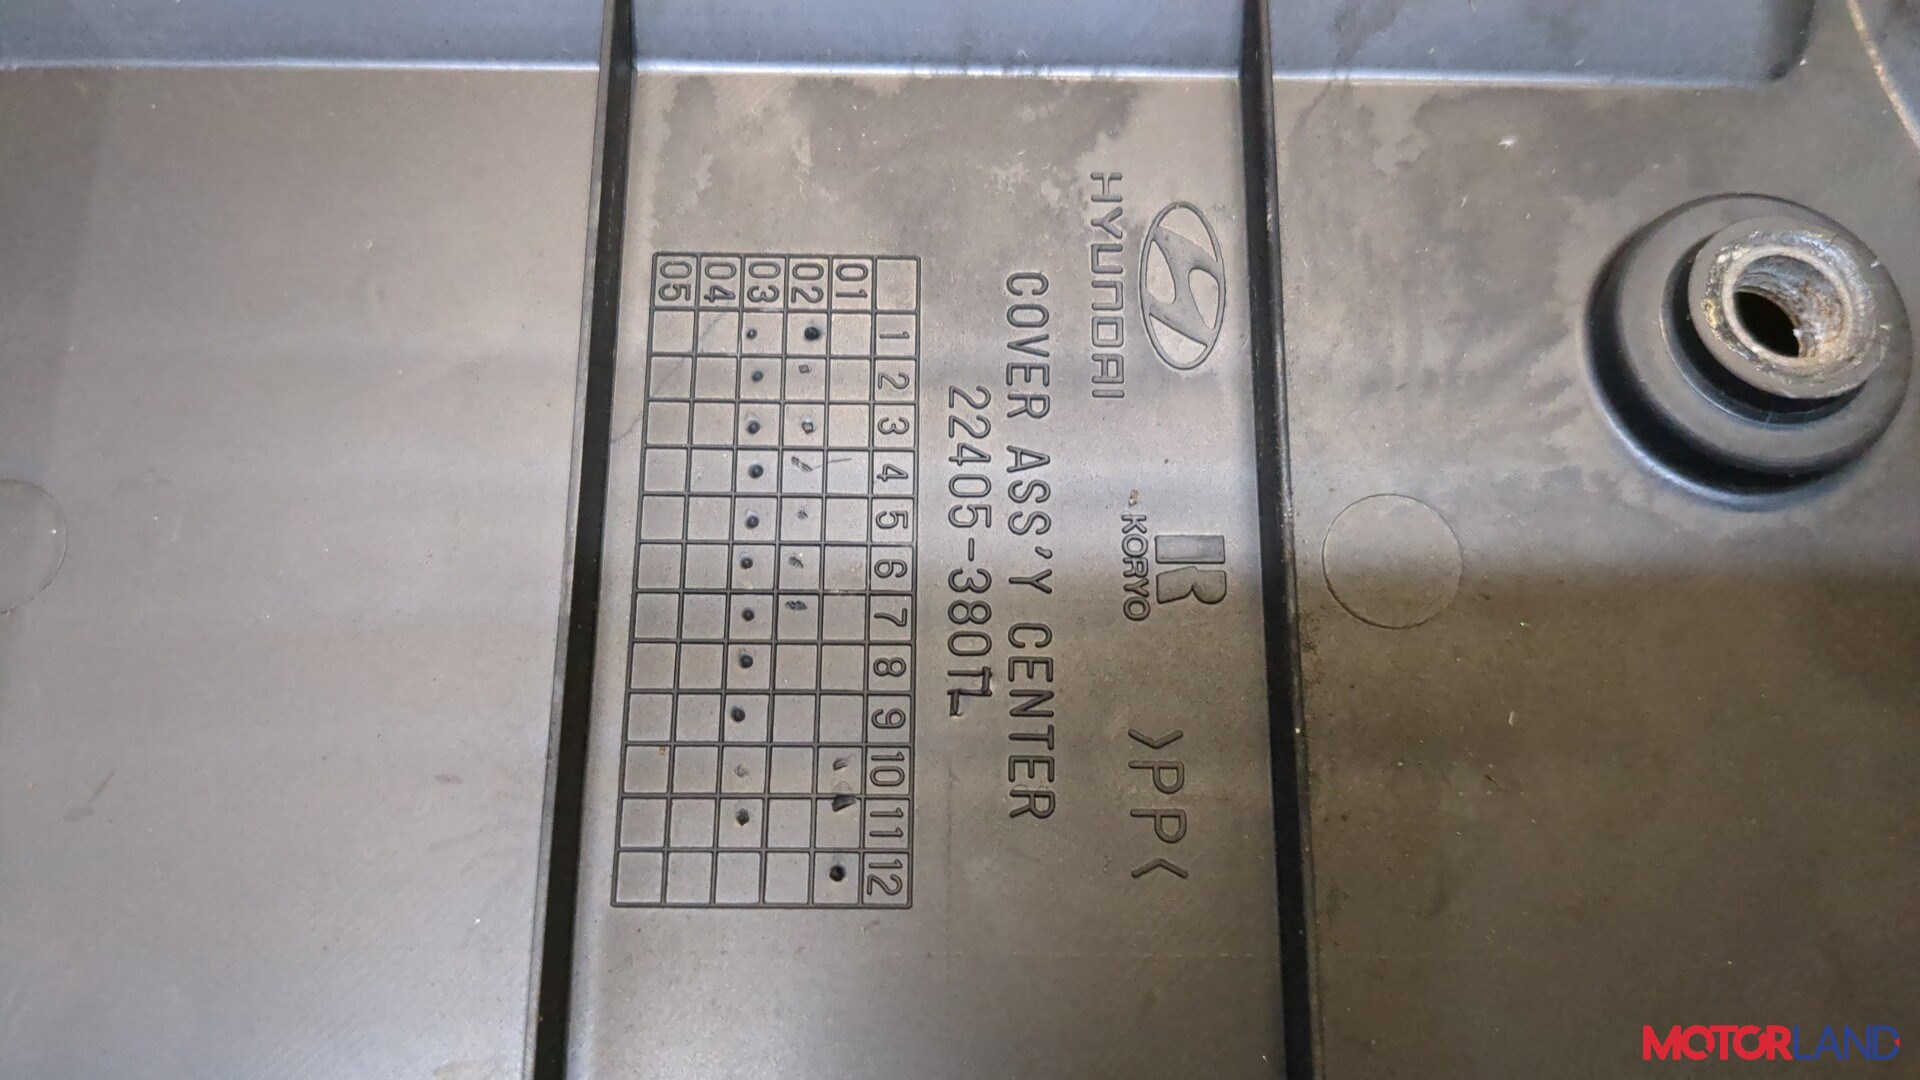 HYUNDAI
KORYO
>PP<
COVER ASS'Y CENTER
22405-380
1 2 3 4 5 6 7 8 9 10 11 12
01
02
03
04
05
MOTORLAND